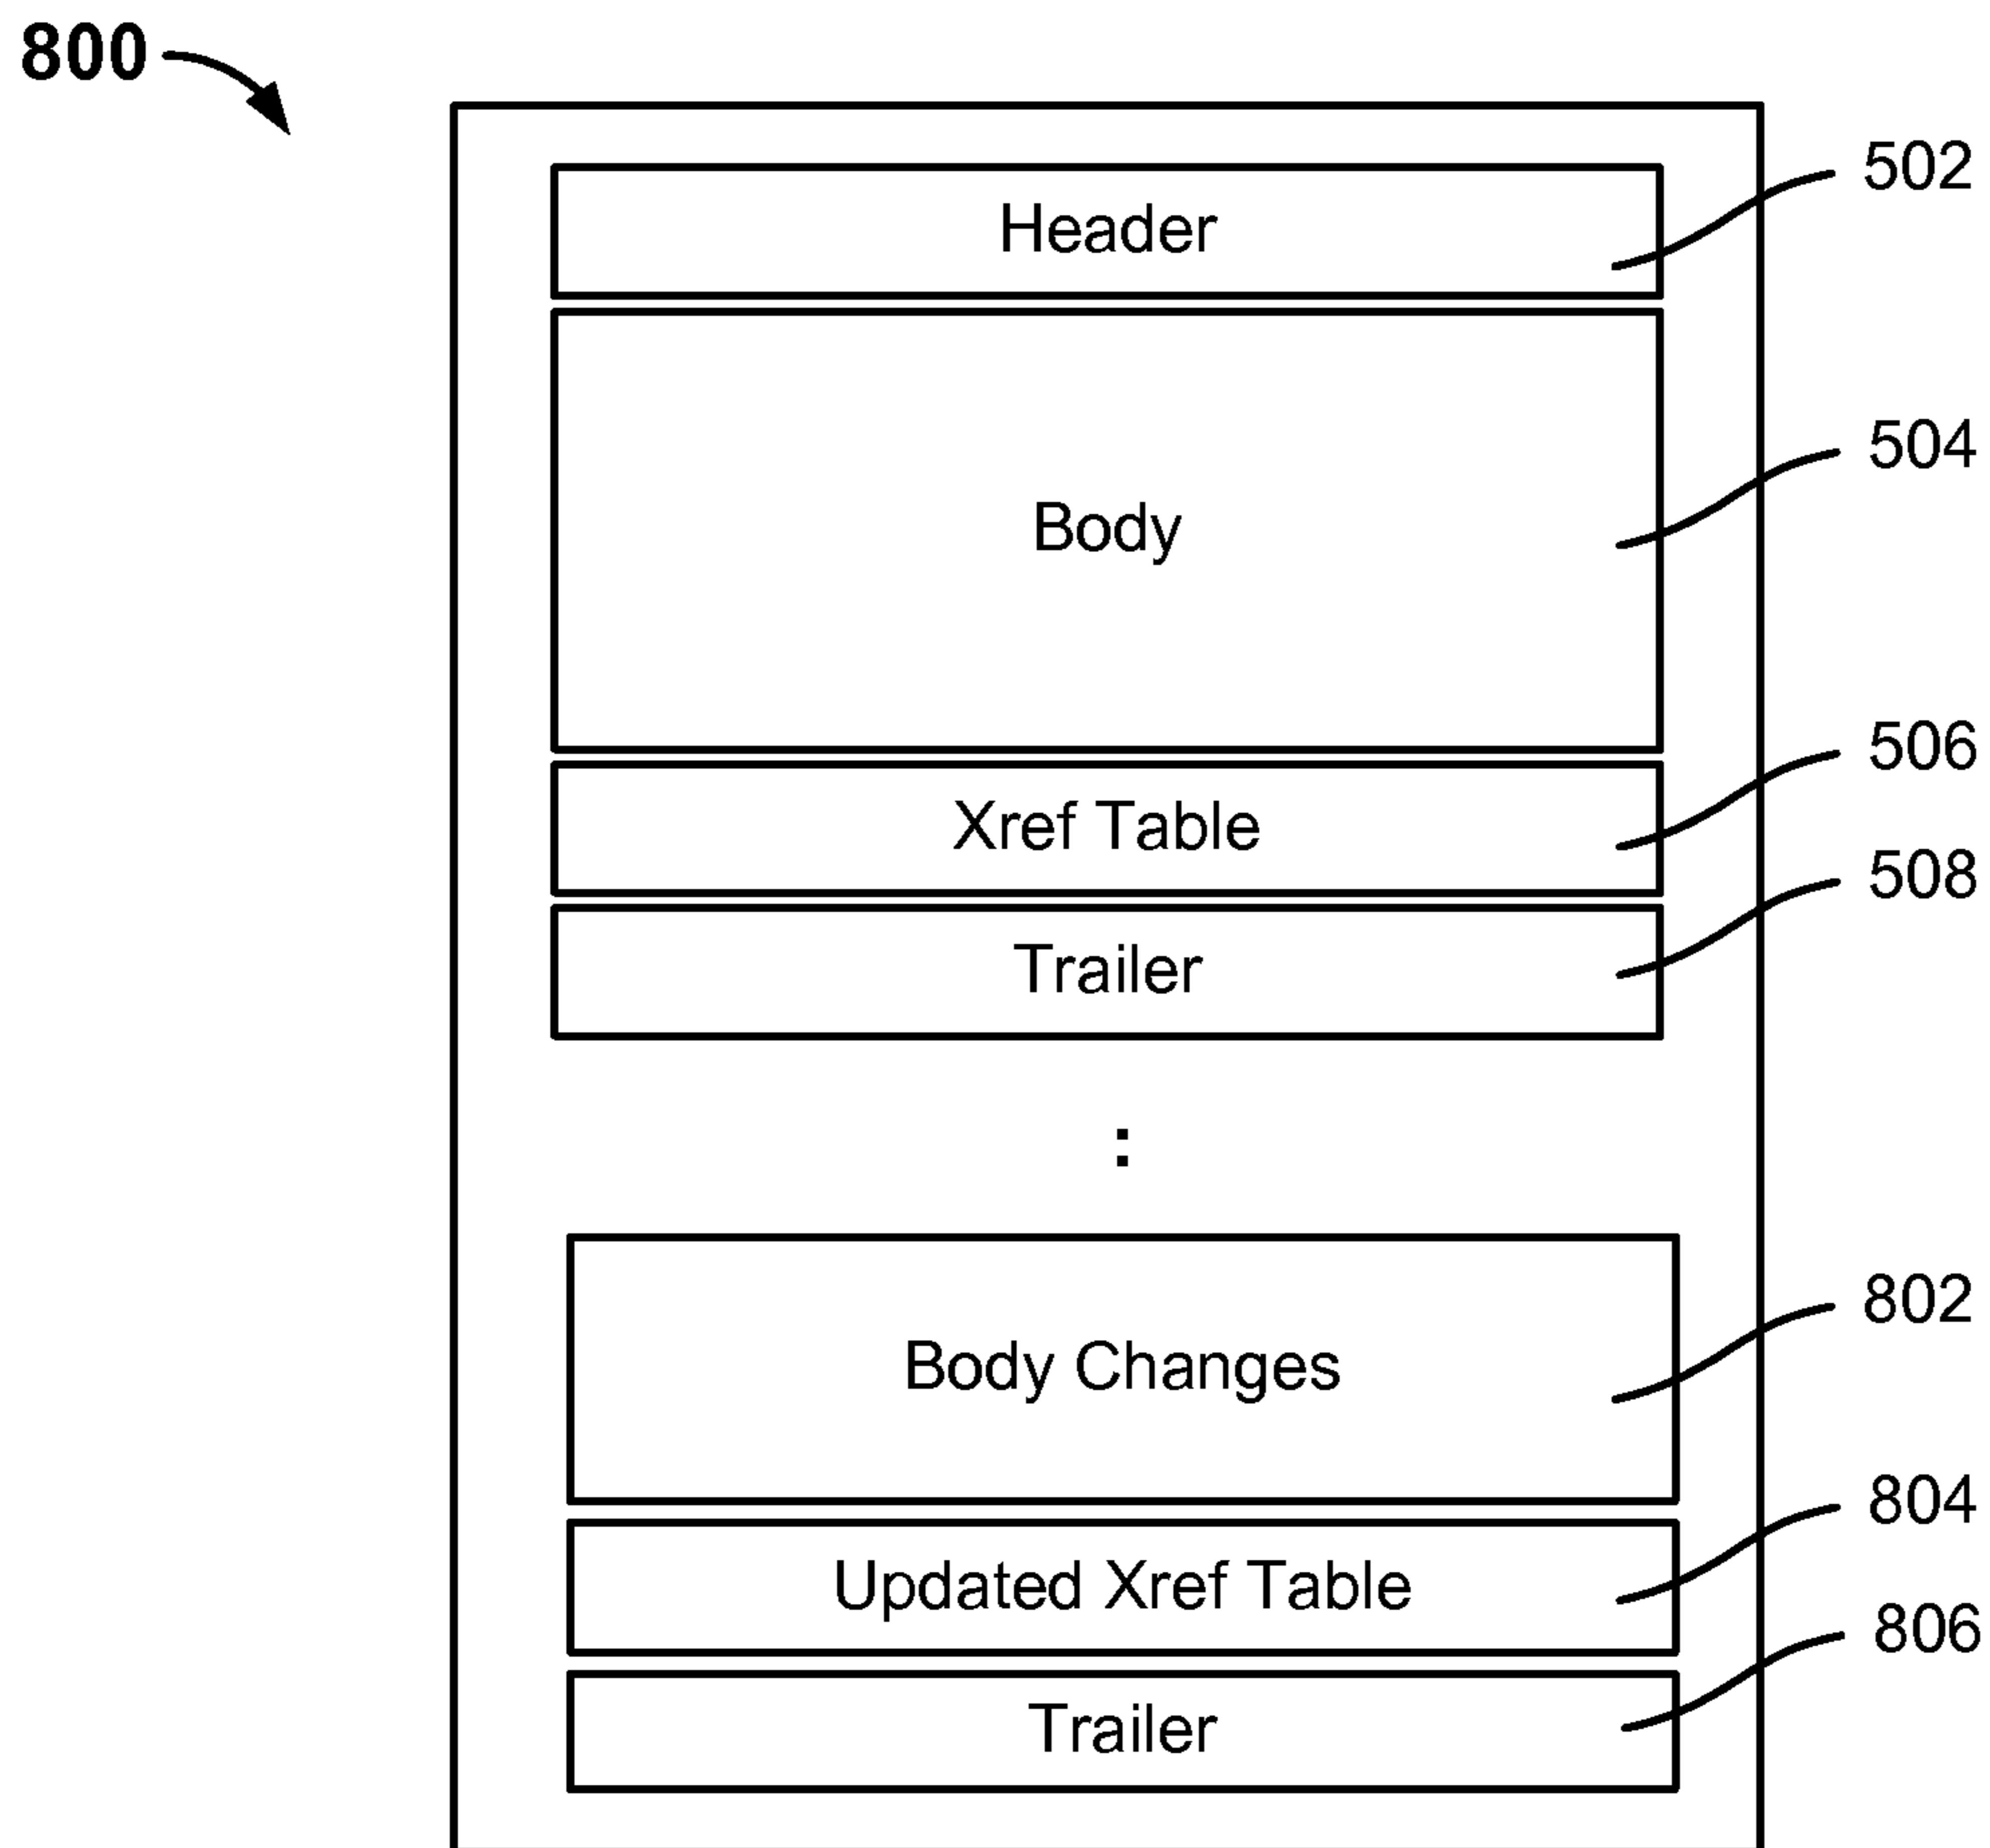 800
Header
502
Body
504
Xref Table
506
Trailer
508
:
Body Changes
802
Updated Xref Table
804
Trailer
806